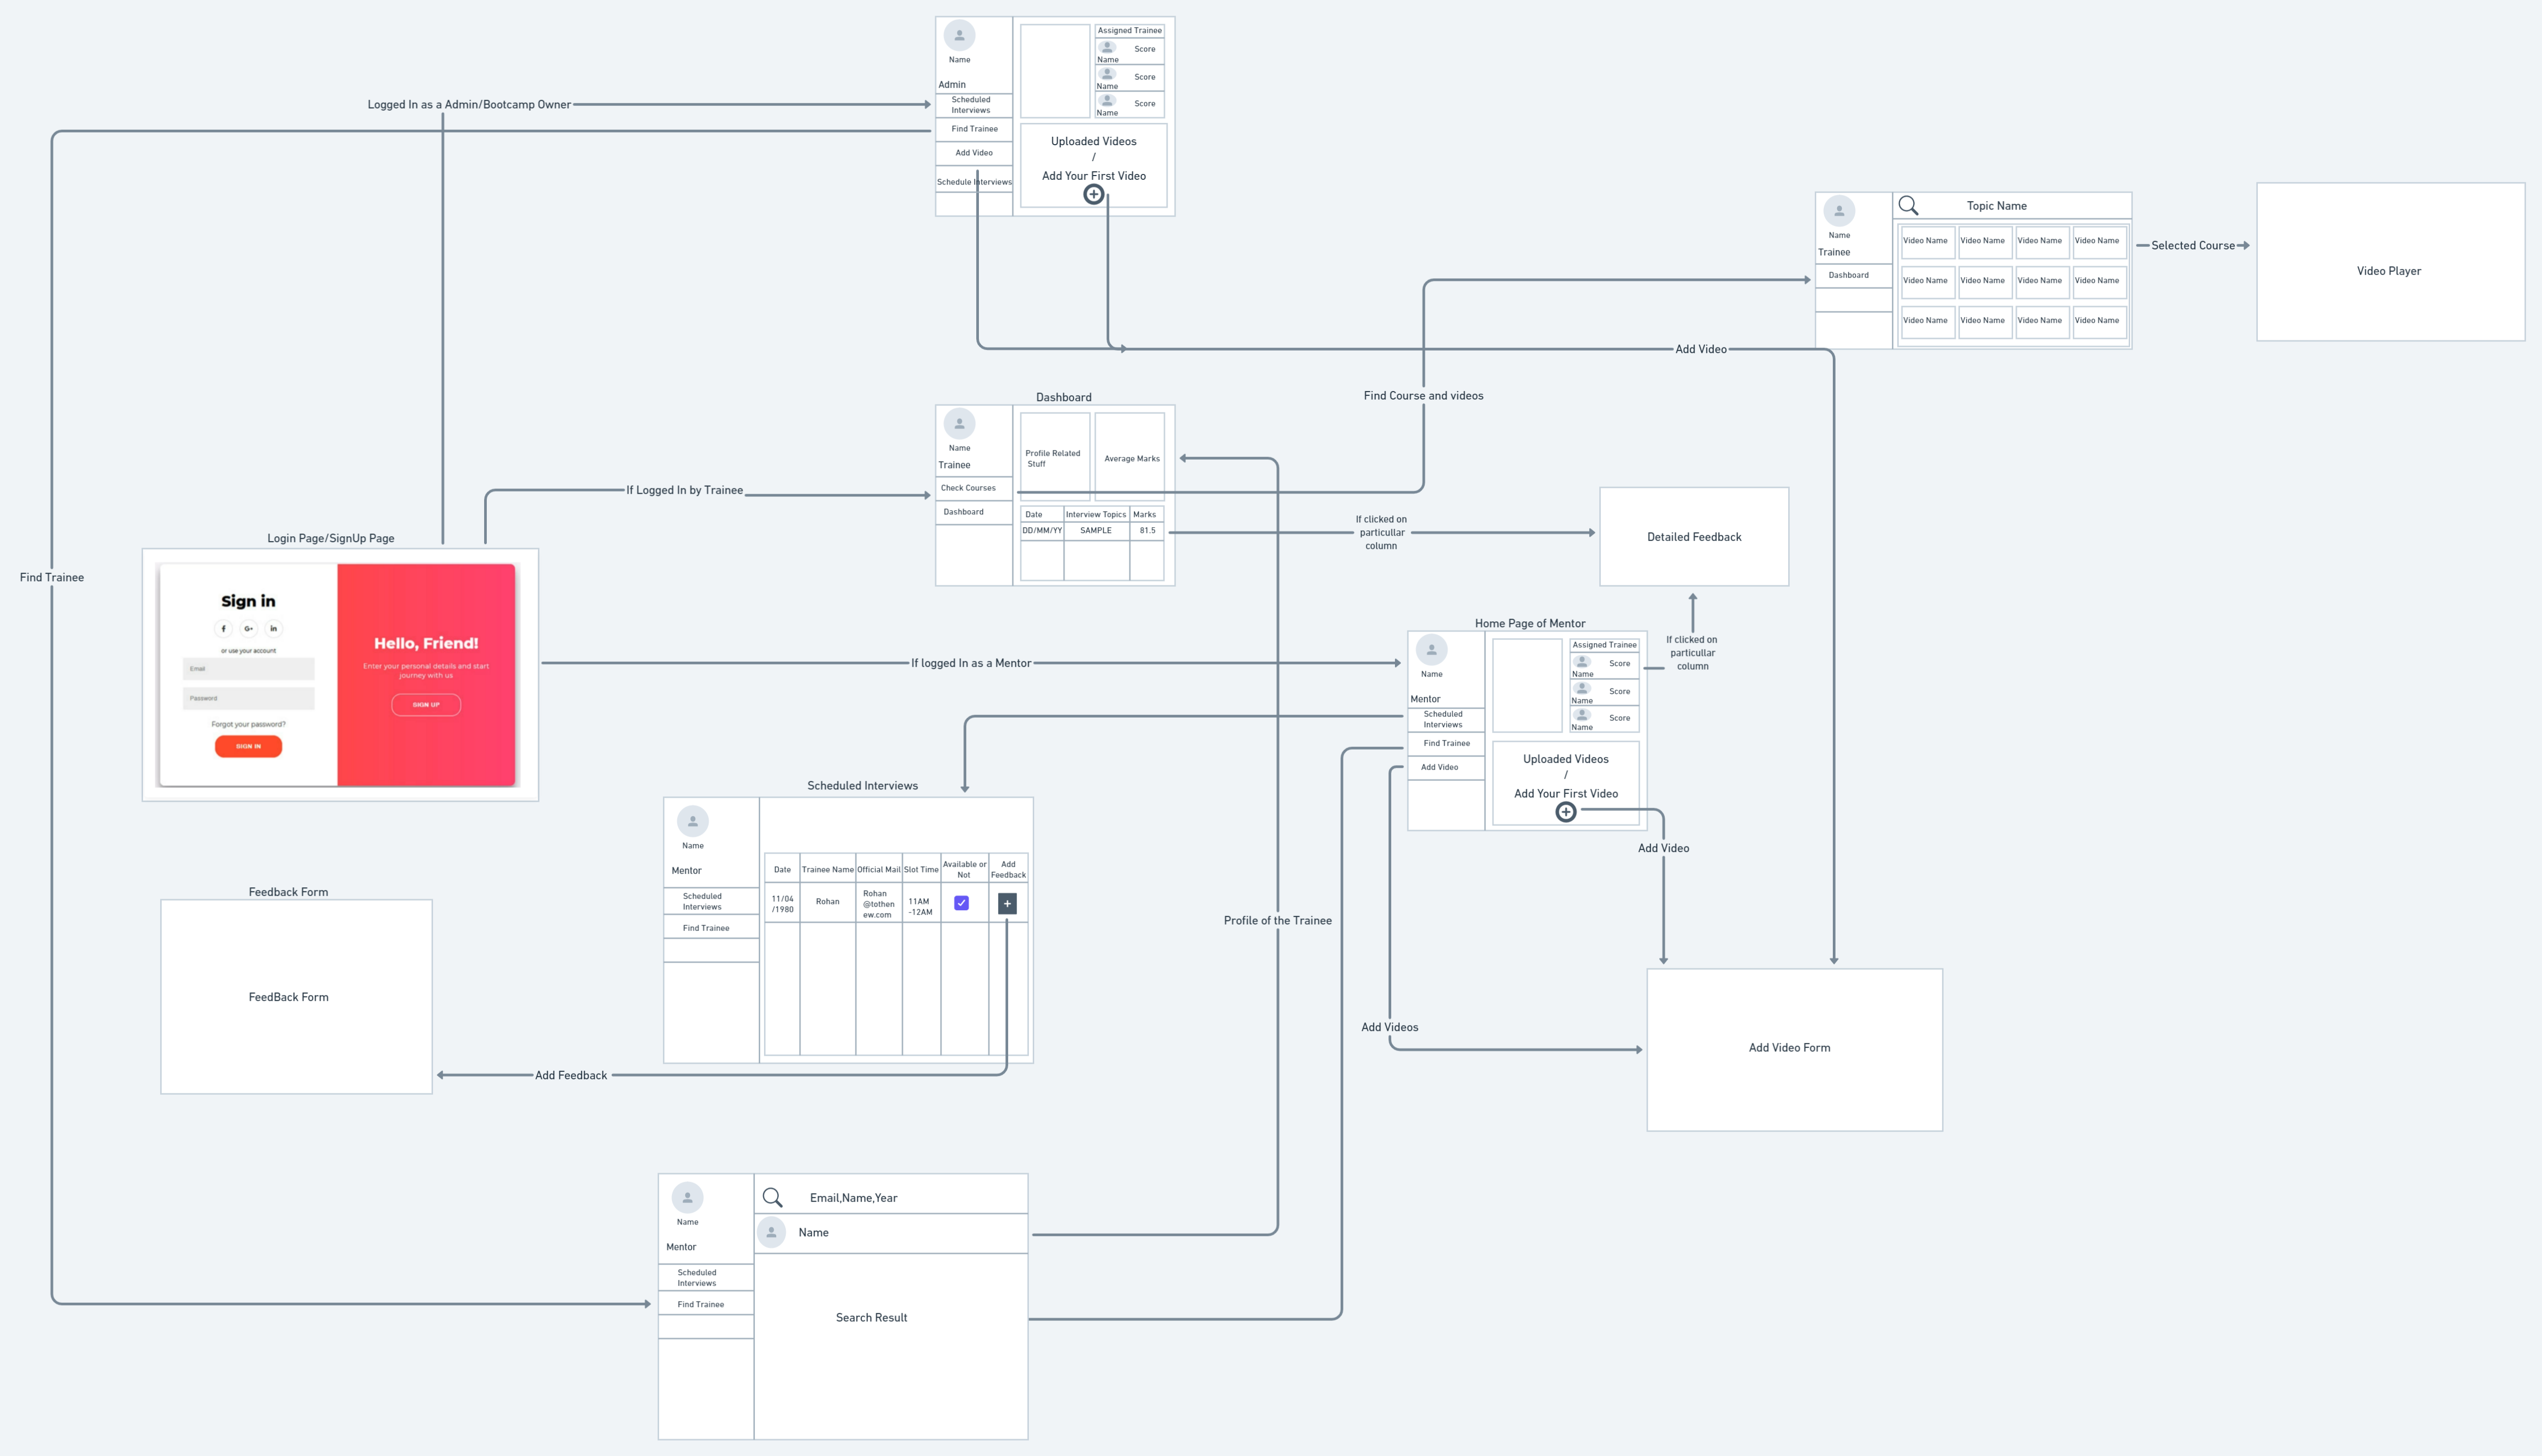 Name
Admin
Scheduled
Interviews
Find Trainee
Add Video
Schedule Interviews
Assigned Trainee
Name
Score
Name
Score
Name
Score
Uploaded Videos
/
Add Your First Video
Logged In as a Admin/Bootcamp Owner
Name
Trainee
Dashboard
Topic Name
Video Name
Video Name
Video Name
Video Name
Video Name
Video Name
Video Name
Video Name
Video Name
Video Name
Video Name
Video Name
Selected Course
Video Player
Add Video
Find Course and videos
Dashboard
Name
Trainee
Check Courses
Dashboard
Profile Related
Stuff
Average Marks
Date
Interview Topics
Marks
DD/MM/YY
SAMPLE
81.5
If Logged In by Trainee
If clicked on
particullar
column
Detailed Feedback
Login Page/SignUp Page
Sign in
f
G+
in
or use your account
Email
Password
Forgot your password?
SIGN IN
Hello, Friend!
Enter your personal details and start
journey with us
SIGN UP
Find Trainee
If logged In as a Mentor
Home Page of Mentor
Name
Mentor
Scheduled
Interviews
Find Trainee
Add Video
Assigned Trainee
Name
Score
Name
Score
Name
Score
Uploaded Videos
/
Add Your First Video
If clicked on
particullar
column
Add Video
Scheduled Interviews
Name
Mentor
Scheduled
Interviews
Find Trainee
Date
Trainee Name
Official Mail
Slot Time
Available or
Not
Add
Feedback
11/04
/1980
Rohan
Rohan
@tothen
ew.com
11AM
-12AM
Feedback Form
FeedBack Form
Add Feedback
Profile of the Trainee
Add Videos
Add Video Form
Name
Mentor
Scheduled
Interviews
Find Trainee
Email,Name,Year
Name
Search Result